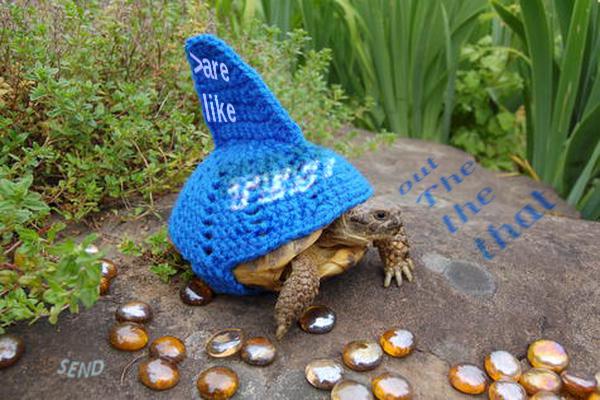 >are
like
out
The
the
that
SEND